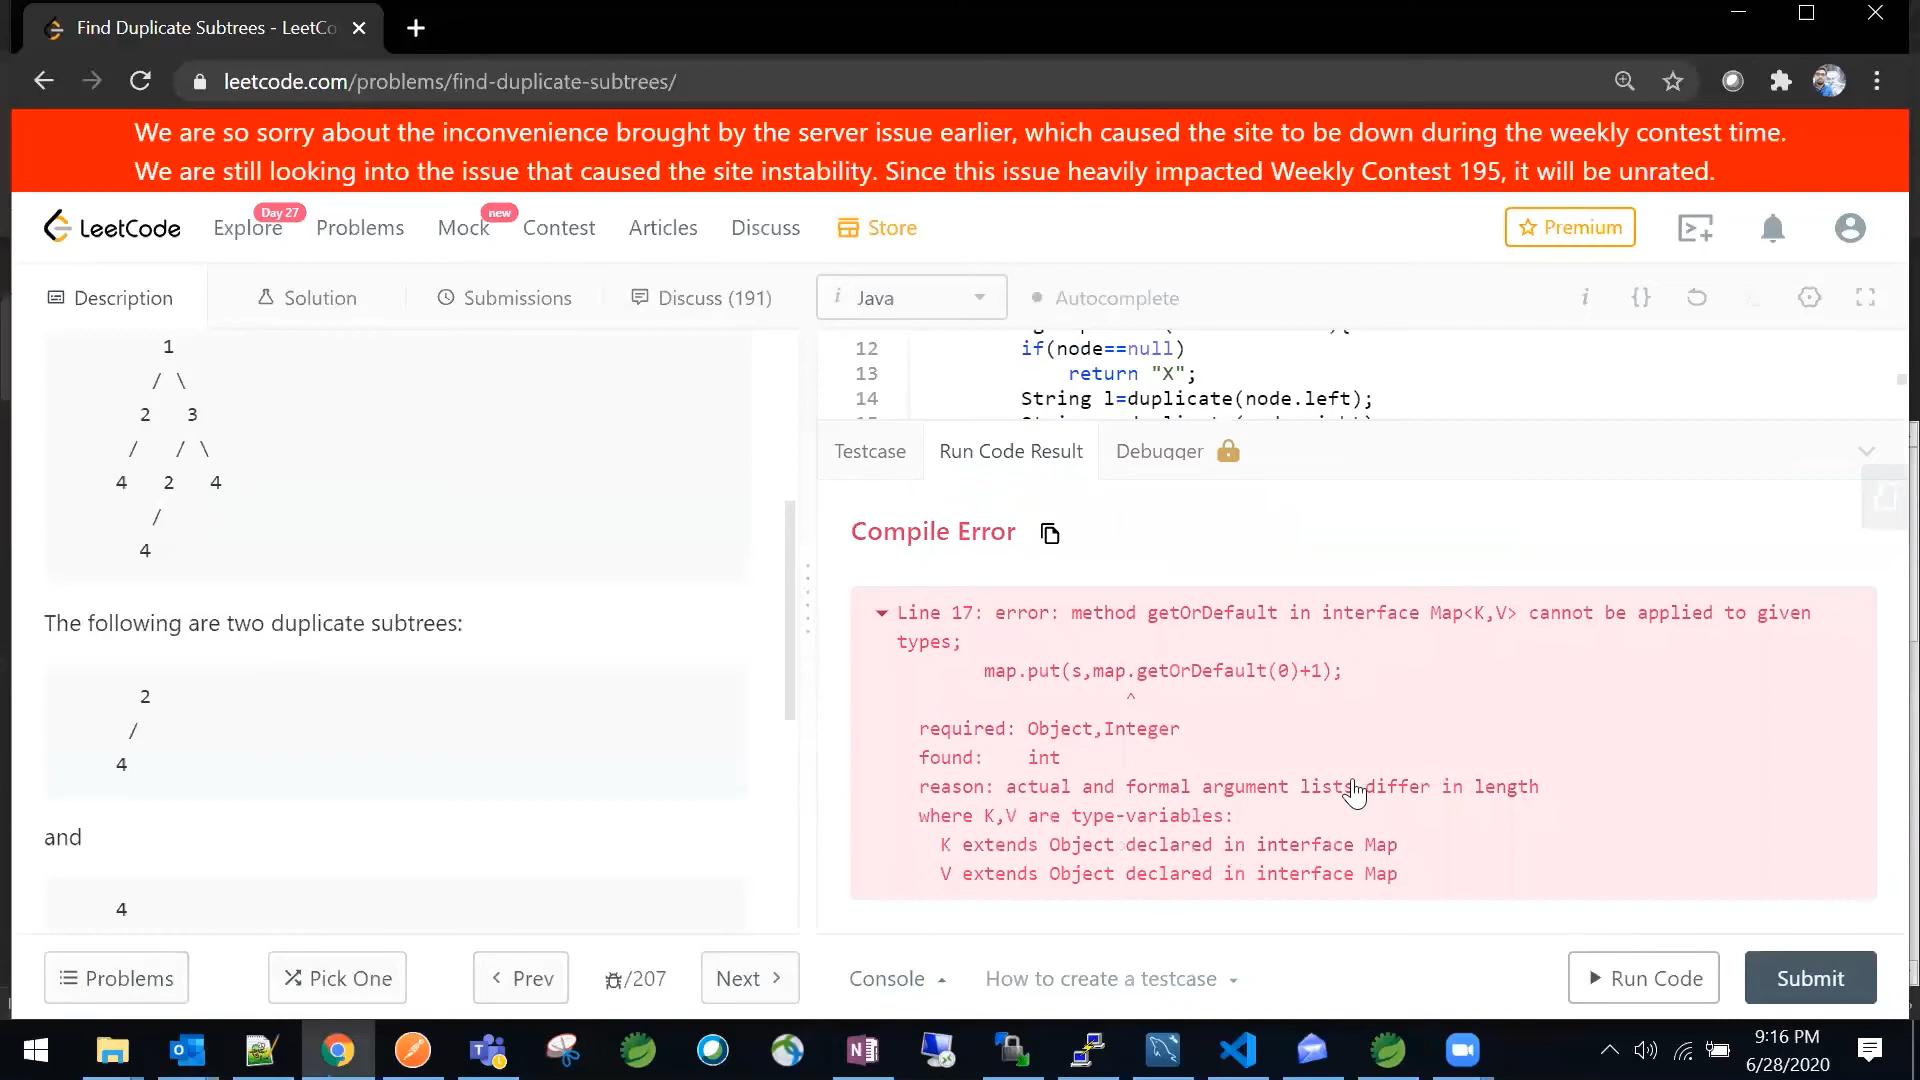 Find Duplicate Subtrees - LeetCo
leetcode.com/problems/find-duplicate-subtrees/
We are so sorry about the inconvenience brought by the server issue earlier, which caused the site to be down during the weekly contest time.
We are still looking into the issue that caused the site instability. Since this issue heavily impacted Weekly Contest 195, it will be unrated.
LeetCode
Explore
Day 27
Problems
Mock
new
Contest
Articles
Discuss
Store
Premium
Description
Solution
Submissions
Discuss (191)
i Java
Autocomplete
1
/ \
2 3
/ / \
4 2 4
/
4
The following are two duplicate subtrees:
2
/
4
and
4
12 if(node==null)
13 return "X";
14 String l=duplicate(node.left);
Testcase
Run Code Result
Debugger
Compile Error
Line 17: error: method getOrDefault in interface Map<K,V> cannot be applied to given
types;
map.put(s,map.getOrDefault(0)+1);
^
required: Object,Integer
found: int
reason: actual and formal argument lists differ in length
where K,V are type-variables:
K extends Object declared in interface Map
V extends Object declared in interface Map
Problems
Pick One
Prev
/207
Next
Console
How to create a testcase
Run Code
Submit
9:16 PM
6/28/2020